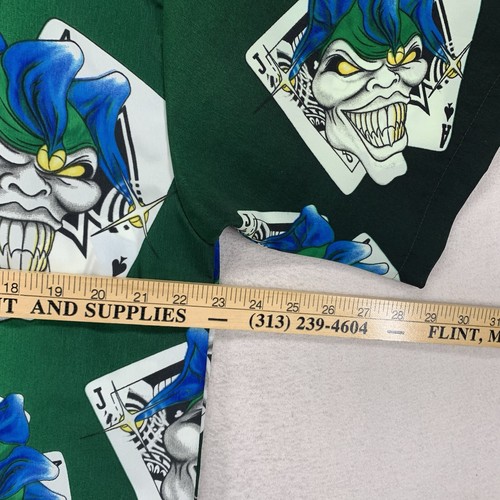 A
J
A
18 19 20 21 22 23 24 25 26 27 28 29 30 31
NT AND SUPPLIES — (313) 239-4604 — FLINT, M
J